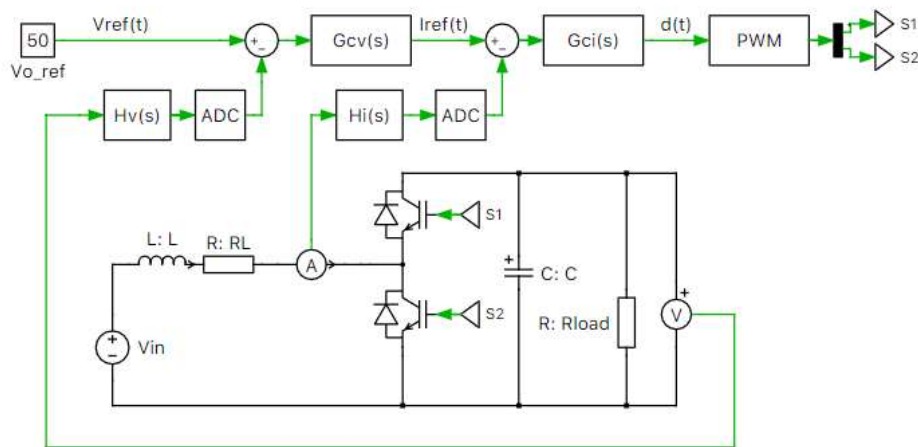 50
Vo_ref
Vref(t)
+
−
Gcv(s)
Iref(t)
+
−
Gci(s)
d(t)
PWM
S1
S2
Hv(s)
ADC
Hi(s)
ADC
L: L
R: RL
A
S1
S2
+
C: C
R: Rload
+
V
+
−
Vin